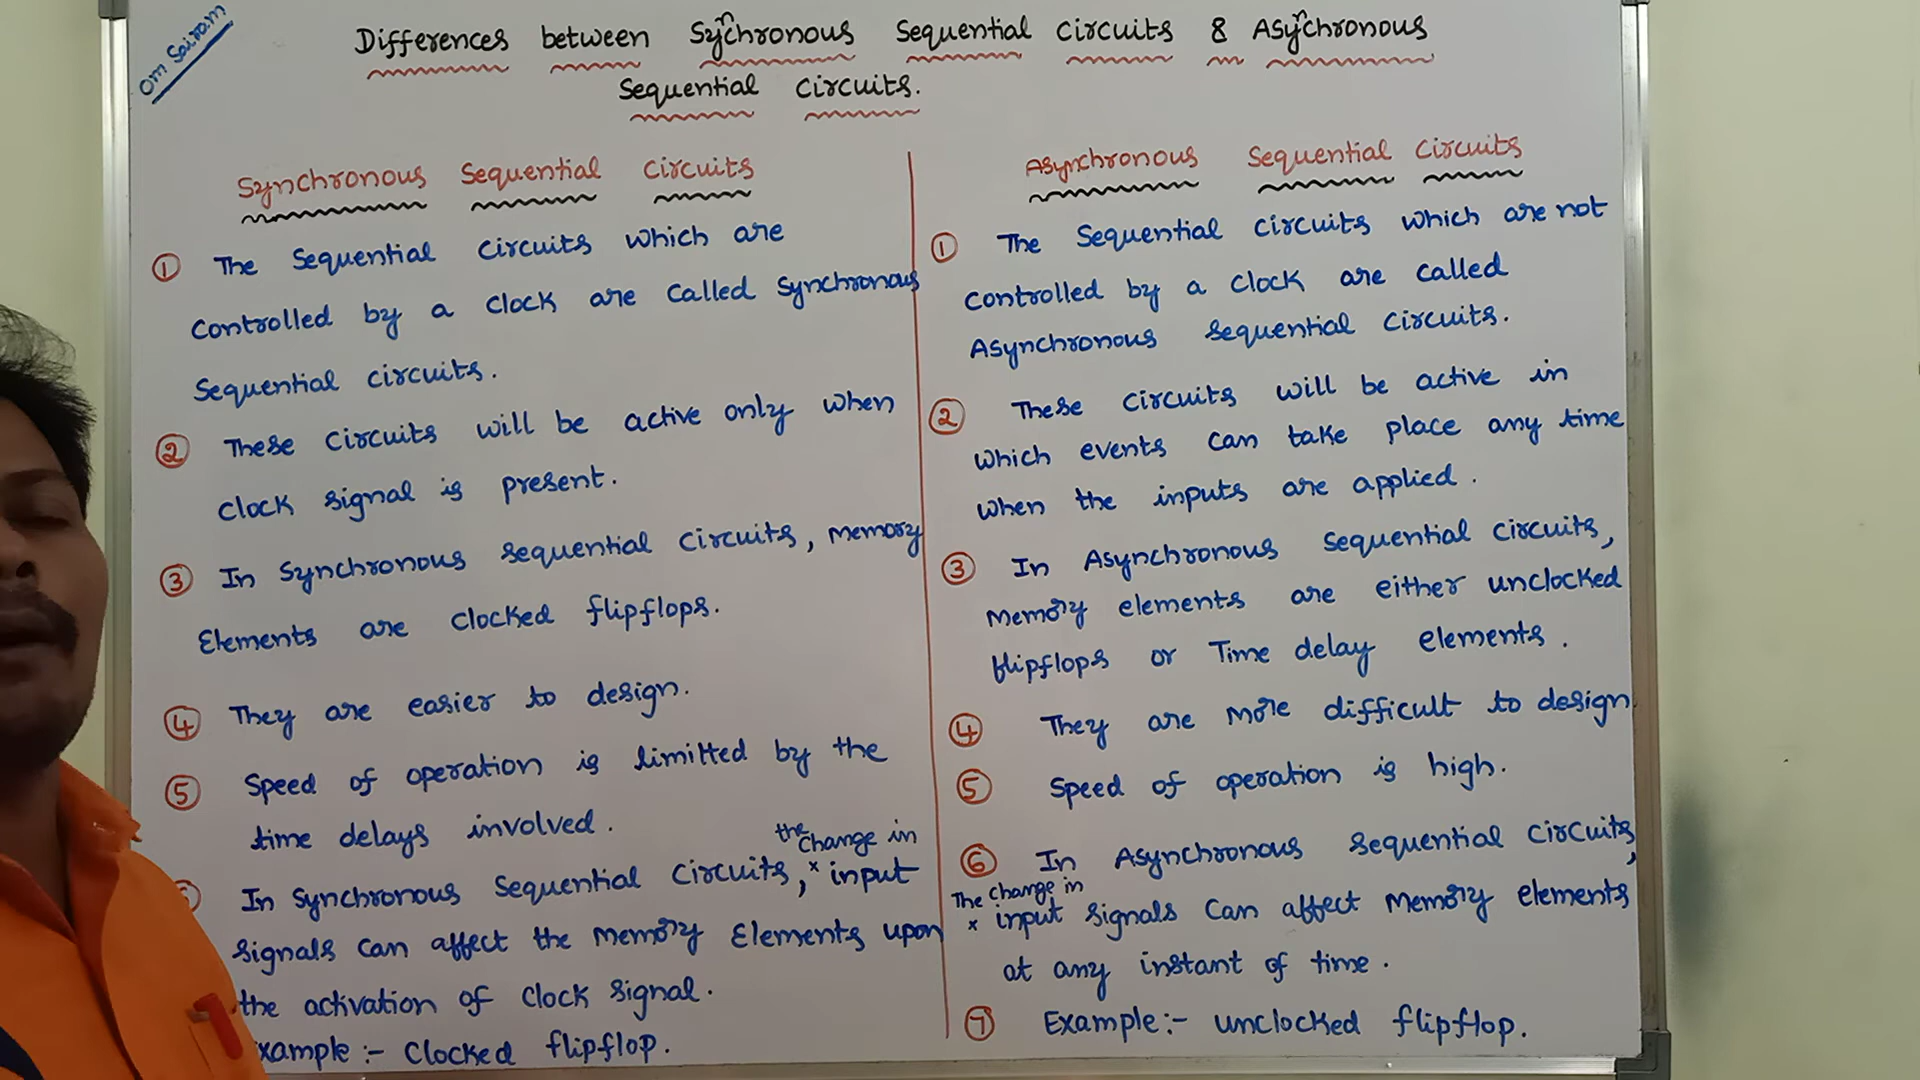 Om Sairam
Differences between Synchronous Sequential Circuits & Asynchronous
Sequential Circuits.
Synchronous Sequential Circuits
① The Sequential Circuits which are
Controlled by a Clock are called Synchronous
Sequential circuits.
② These Circuits will be active only when
clock signal is present.
③ In Synchronous Sequential Circuits, Memory
Elements are Clocked flipflops.
④ They are easier to design.
⑤ Speed of operation is limitted by the
time delays involved.
In Synchronous Sequential Circuits, the change in input
signals can affect the Memory Elements upon
the activation of Clock Signal.
xample :- Clocked flipflop.
Asynchronous Sequential Circuits
① The Sequential Circuits which are not
Controlled by a Clock are called
Asynchronous Sequential Circuits.
② These Circuits will be active in
which events can take place any time
when the inputs are applied.
③ In Asynchronous Sequential Circuits,
Memory elements are either unclocked
flipflops or Time delay elements.
④ They are more difficult to design
⑤ Speed of operation is high.
⑥ In Asynchronous Sequential Circuits,
The change in input signals can affect Memory elements
at any instant of time.
⑦ Example :- unclocked flipflop.